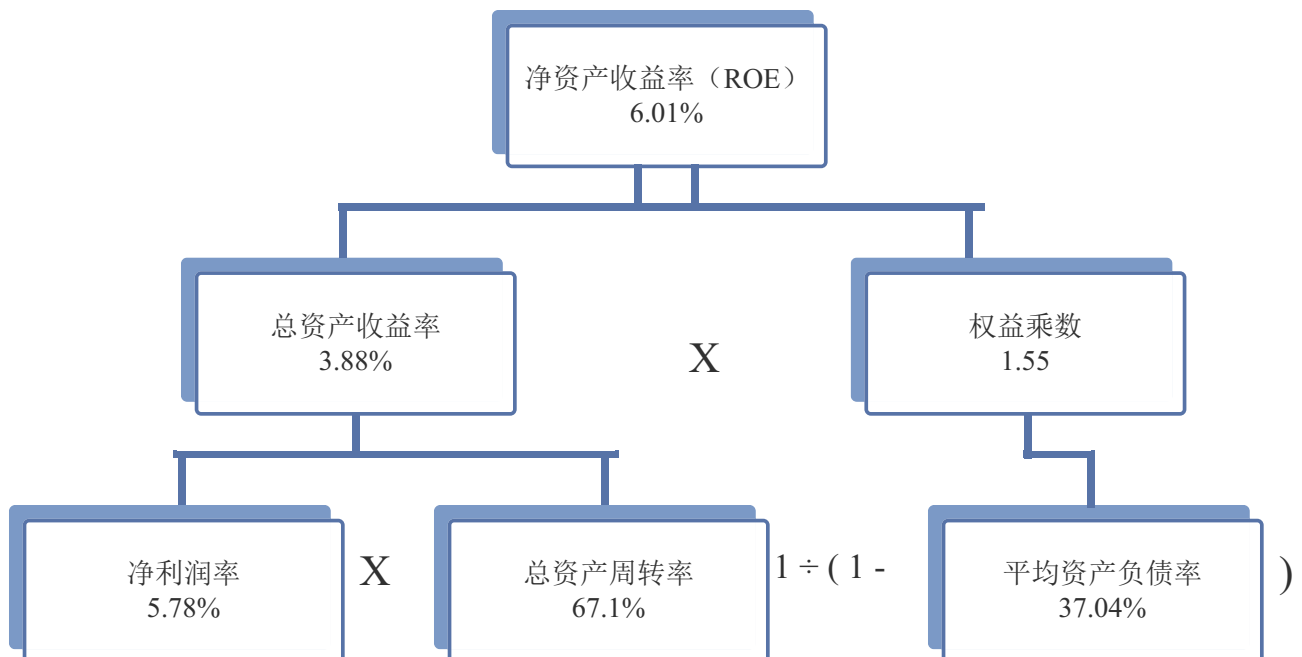 净资产收益率（ROE）
6.01%
总资产收益率
3.88%
X
权益乘数
1.55
净利润率
5.78%
X
总资产周转率
67.1%
1 ÷ ( 1 -
平均资产负债率
37.04%
)